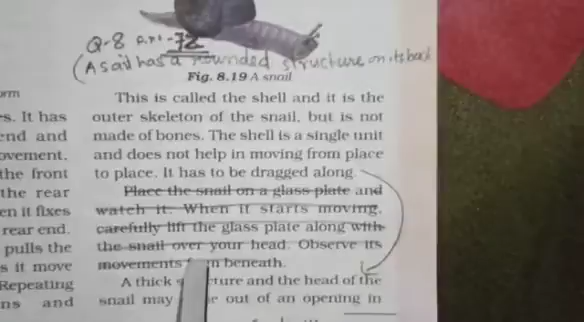 Q-8
72
(A sail has a rounded structure on its back
Fig. 8.19 A snail
This is called the shell and it is the
outer skeleton of the snail, but is not
made of bones. The shell is a single unit
and does not help in moving from place
to place. It has to be dragged along.
Place the snail on a glass plate and
watch it. When it starts moving,
carefully lift the glass plate along with
the snail over your head. Observe its
movements beneath.
A thick and the head of the
snail may out of an opening in
s. It has
end and
ovement.
the front
the rear
en it fixes
rear end.
pulls the
s it move
Repeating
ns and